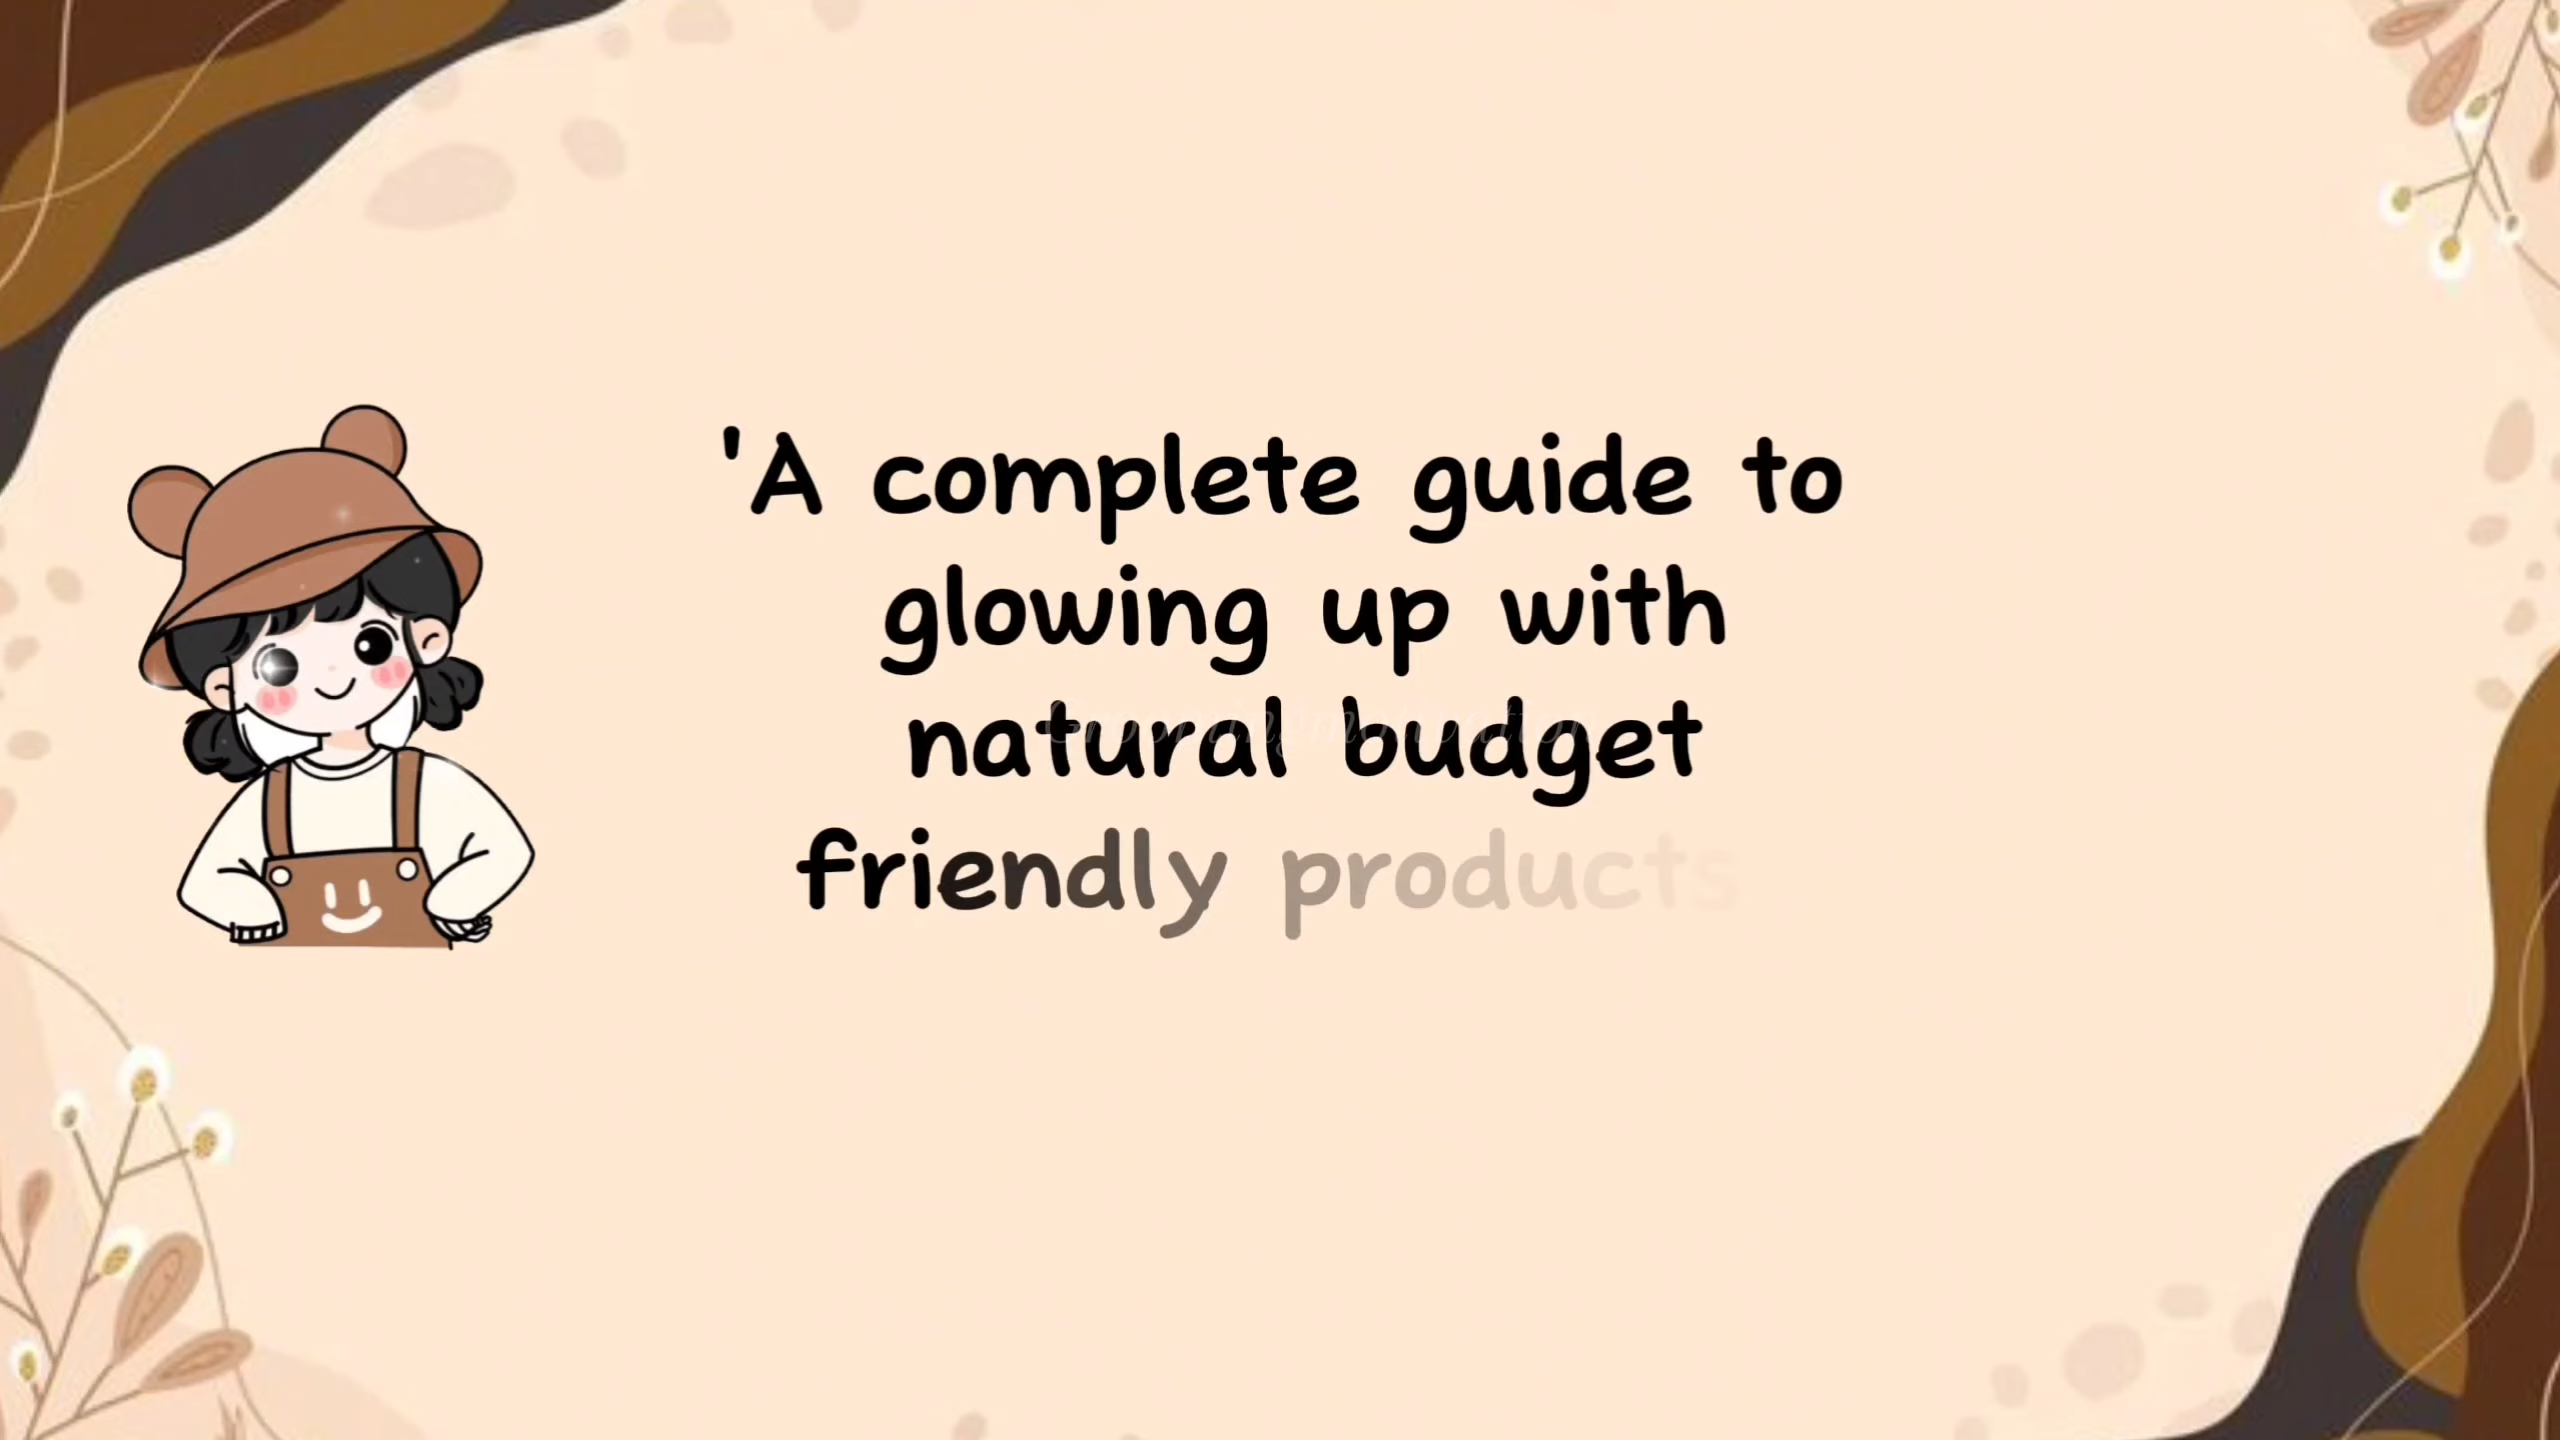 'A complete guide to
glowing up with
natural budget
friendly products